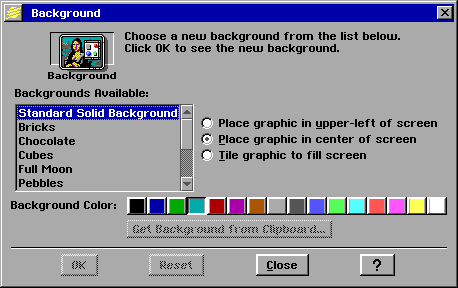 Background
Choose a new background from the list below.
Click OK to see the new background.
Background
Backgrounds Available:
Standard Solid Background
Bricks
Chocolate
Cubes
Full Moon
Pebbles
Place graphic in upper-left of screen
Place graphic in center of screen
Tile graphic to fill screen
Background Color:
Get Background from Clipboard...
OK
Reset
Close
?